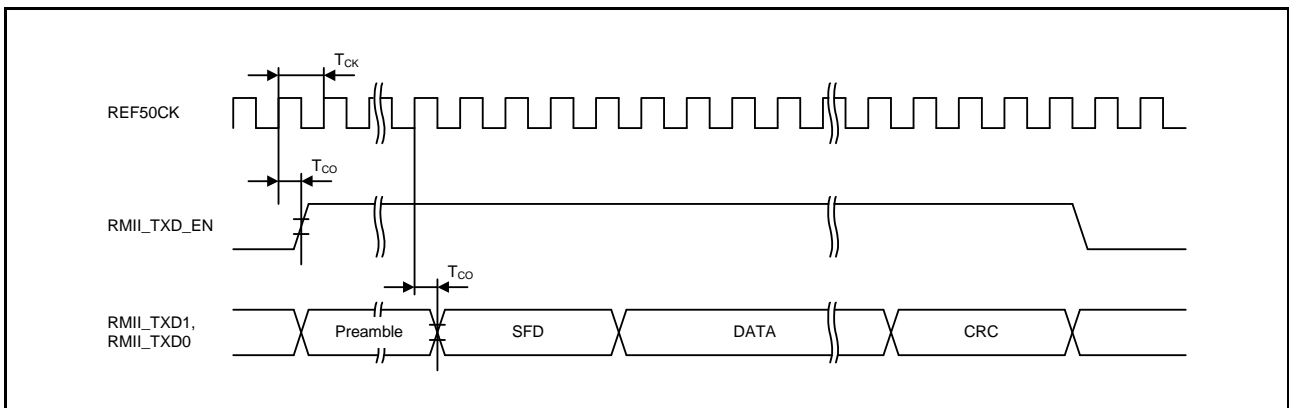 TCK
REF50CK
TCO
RMII_TXD_EN
TCO
RMII_TXD1,
RMII_TXD0
Preamble
SFD
DATA
CRC